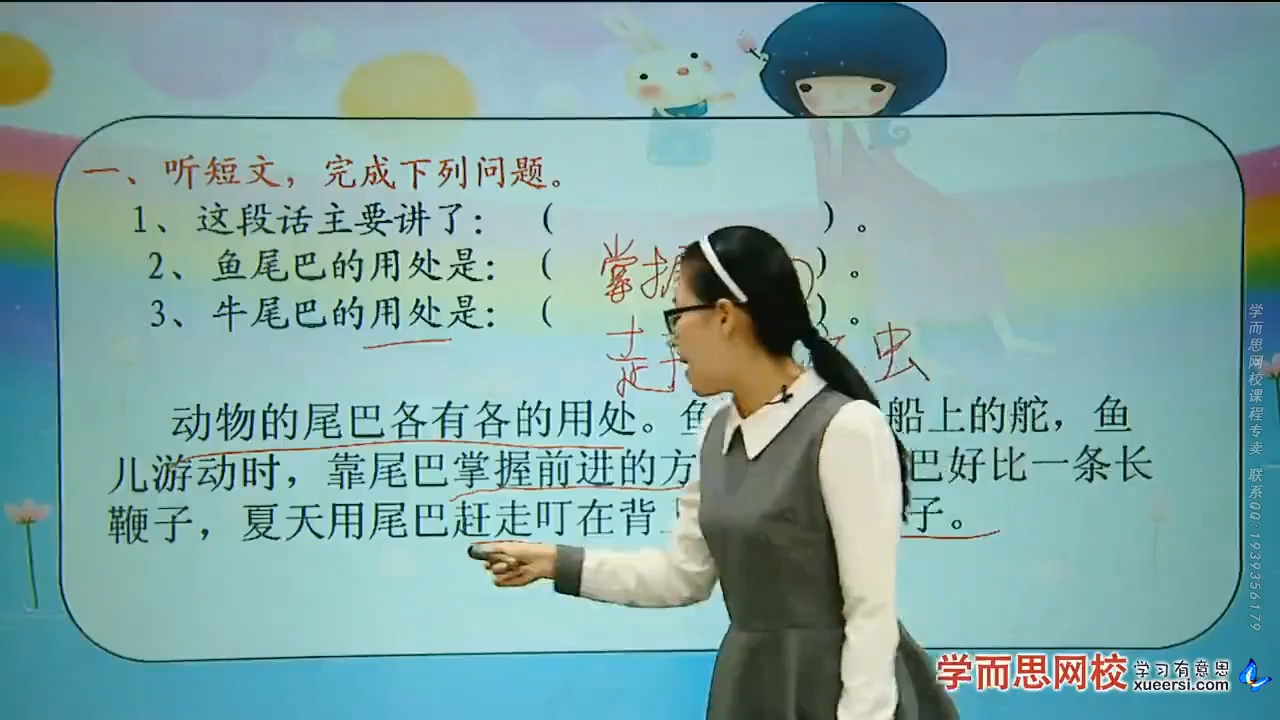 一、听短文，完成下列问题。
1、这段话主要讲了：（ ）。
2、鱼尾巴的用处是：（掌握 ）。
3、牛尾巴的用处是：（ ）。
虫
动物的尾巴各有各的用处。鱼 船上的舵，鱼
儿游动时，靠尾巴掌握前进的方 巴好比一条长
鞭子，夏天用尾巴赶走叮在背 子。
学而思网校课程专卖 联系QQ:1939356179
学而思网校 学习有意思
xueersi.com